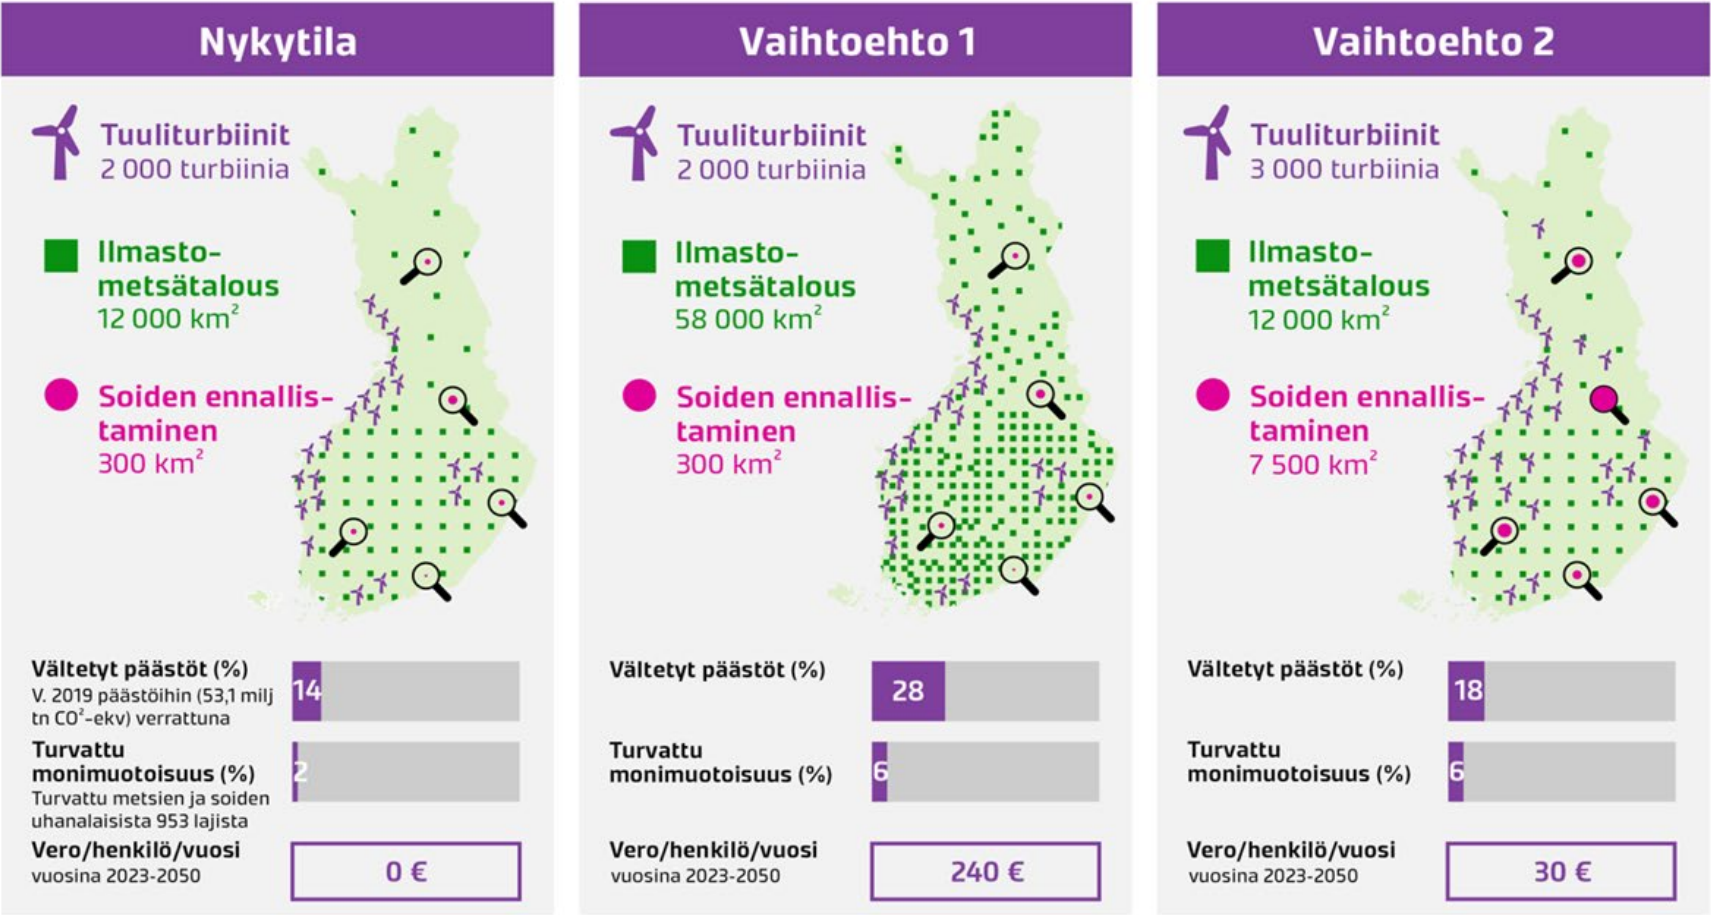 Nykytila
Tuuliturbiinit
2 000 turbiinia
Ilmasto-
metsätalous
12 000 km²
Soiden ennallis-
taminen
300 km²
Vältetyt päästöt (%)
V. 2019 päästöihin (53,1 milj
tn CO²-ekv) verrattuna
14
Turvattu
monimuotoisuus (%)
Turvattu metsien ja soiden
uhanalaisista 953 lajista
2
Vero/henkilö/vuosi
vuosina 2023-2050
0 €
Vaihtoehto 1
Tuuliturbiinit
2 000 turbiinia
Ilmasto-
metsätalous
58 000 km²
Soiden ennallis-
taminen
300 km²
Vältetyt päästöt (%)
28
Turvattu
monimuotoisuus (%)
6
Vero/henkilö/vuosi
vuosina 2023-2050
240 €
Vaihtoehto 2
Tuuliturbiinit
3 000 turbiinia
Ilmasto-
metsätalous
12 000 km²
Soiden ennallis-
taminen
7 500 km²
Vältetyt päästöt (%)
18
Turvattu
monimuotoisuus (%)
6
Vero/henkilö/vuosi
vuosina 2023-2050
30 €